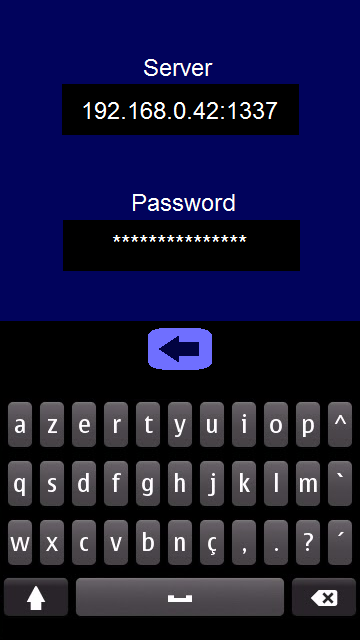 Server
192.168.0.42:1337
Password
***************
a z e r t y u i o p ^
q s d f g h j k l m `
w x c v b n ç , . ? ´